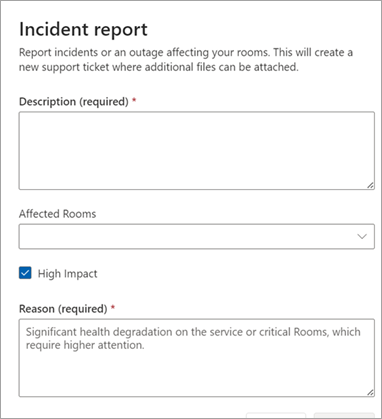 Incident report
Report incidents or an outage affecting your rooms. This will create a
new support ticket where additional files can be attached.
Description (required) *
Affected Rooms
High Impact
Reason (required) *
Significant health degradation on the service or critical Rooms, which
require higher attention.